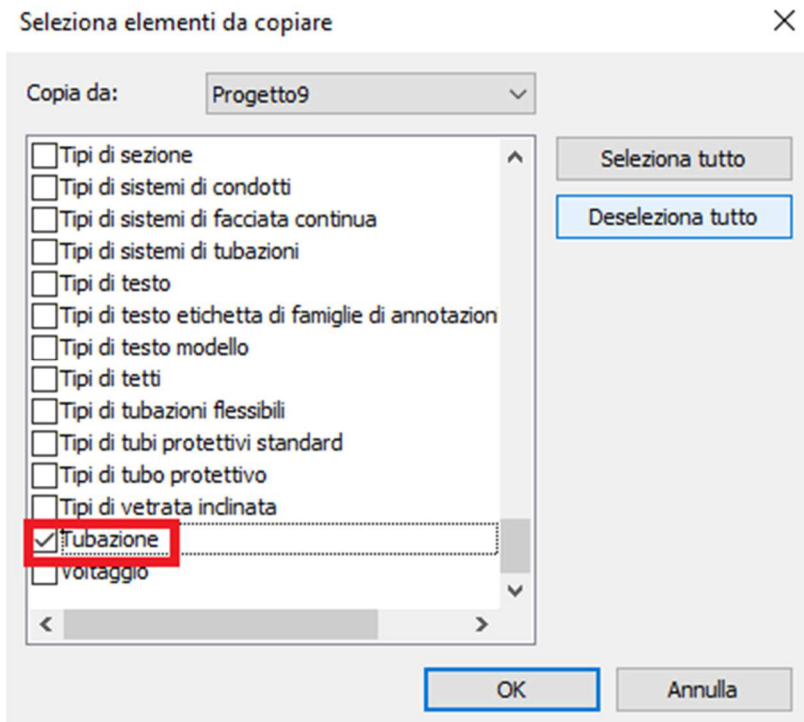 Seleziona elementi da copiare
Copia da: Progetto9
Tipi di sezione
Tipi di sistemi di condotti
Tipi di sistemi di facciata continua
Tipi di sistemi di tubazioni
Tipi di testo
Tipi di testo etichetta di famiglie di annotazioni
Tipi di testo modello
Tipi di tetti
Tipi di tubazioni flessibili
Tipi di tubi protettivi standard
Tipi di tubo protettivo
Tipi di vetrata inclinata
Tubazione
Voltaggio
Seleziona tutto
Deseleziona tutto
OK
Annulla